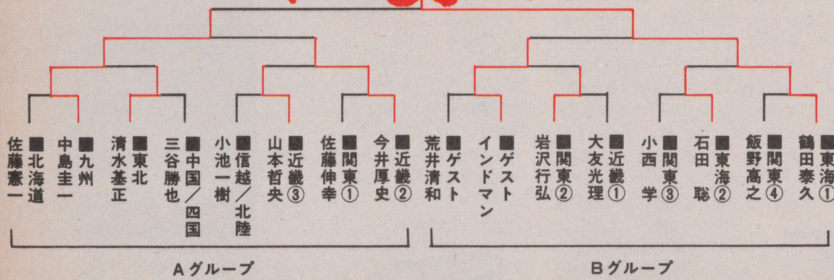 ■北海道
佐藤憲一
■九州
中島圭一
■東北
清水基正
■中国/四国
三谷勝也
■信越/北陸
小池一樹
■近畿③
山本哲央
■関東①
佐藤伸幸
■近畿②
今井厚史
■ゲスト
荒井清和
■ゲスト
インドマン
■関東②
岩沢行弘
■近畿①
大友光理
■関東③
小西 学
■東海②
石田 聡
■関東④
飯野高之
■東海①
鶴田泰久
Aグループ
Bグループ